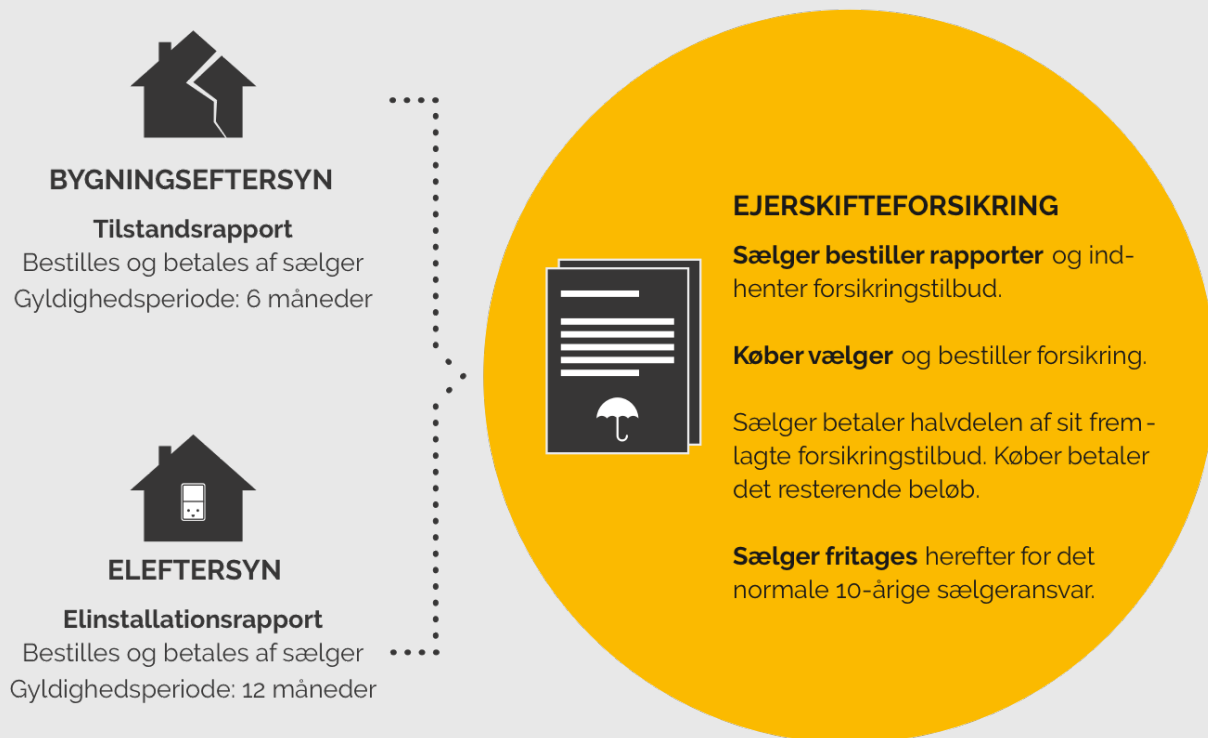 BYGNINGSEFTERSYN
Tilstandsrapport
Bestilles og betales af sælger
Gyldighedsperiode: 6 måneder
ELEFTERSYN
Elinstallationsrapport
Bestilles og betales af sælger
Gyldighedsperiode: 12 måneder
EJERSKIFTEFORSIKRING
Sælger bestiller rapporter og ind-
henter forsikringstilbud.
Køber vælger og bestiller forsikring.
Sælger betaler halvdelen af sit frem-
lagte forsikringstilbud. Køber betaler
det resterende beløb.
Sælger fritages herefter for det
normale 10-årige sælgeransvar.